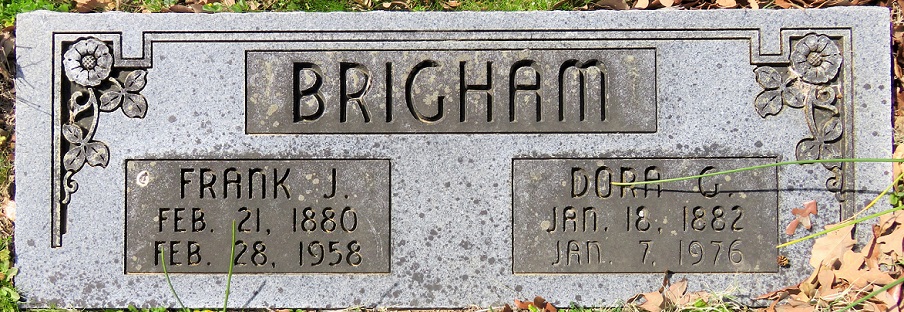 BRIGHAM
FRANK J.
FEB. 21, 1880
FEB. 28, 1958
DORA G.
JAN. 18, 1882
JAN. 7, 1976